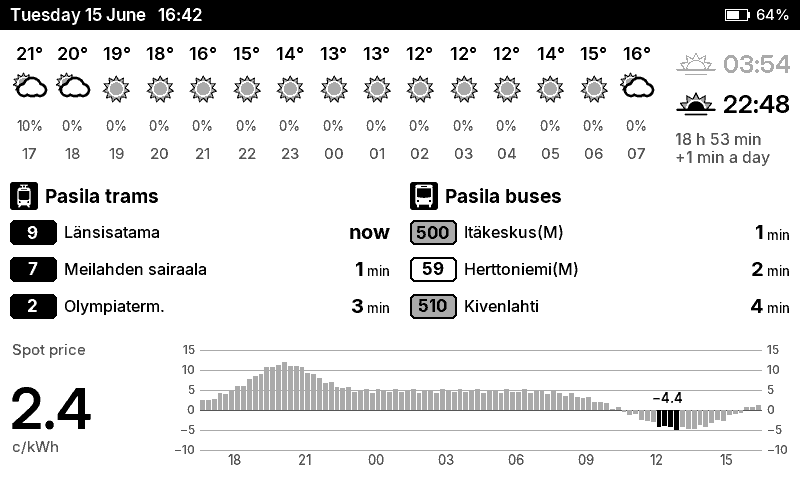 Tuesday 15 June 16:42 64%
21° 20° 19° 18° 16° 15° 14° 13° 13° 12° 12° 12° 14° 15° 16°
03:54
22:48
10% 0% 0% 0% 0% 0% 0% 0% 0% 0% 0% 0% 0% 0% 0%
17 18 19 20 21 22 23 00 01 02 03 04 05 06 07
18 h 53 min
+1 min a day
Pasila trams
9 Länsisatama now
7 Meilahden sairaala 1 min
2 Olympiaterm. 3 min
Pasila buses
500 Itäkeskus(M) 1 min
59 Herttoniemi(M) 2 min
510 Kivenlahti 4 min
Spot price
2.4
c/kWh
15 15
10 10
5 5
−4.4
0 0
−5 −5
−10 −10
18 21 00 03 06 09 12 15